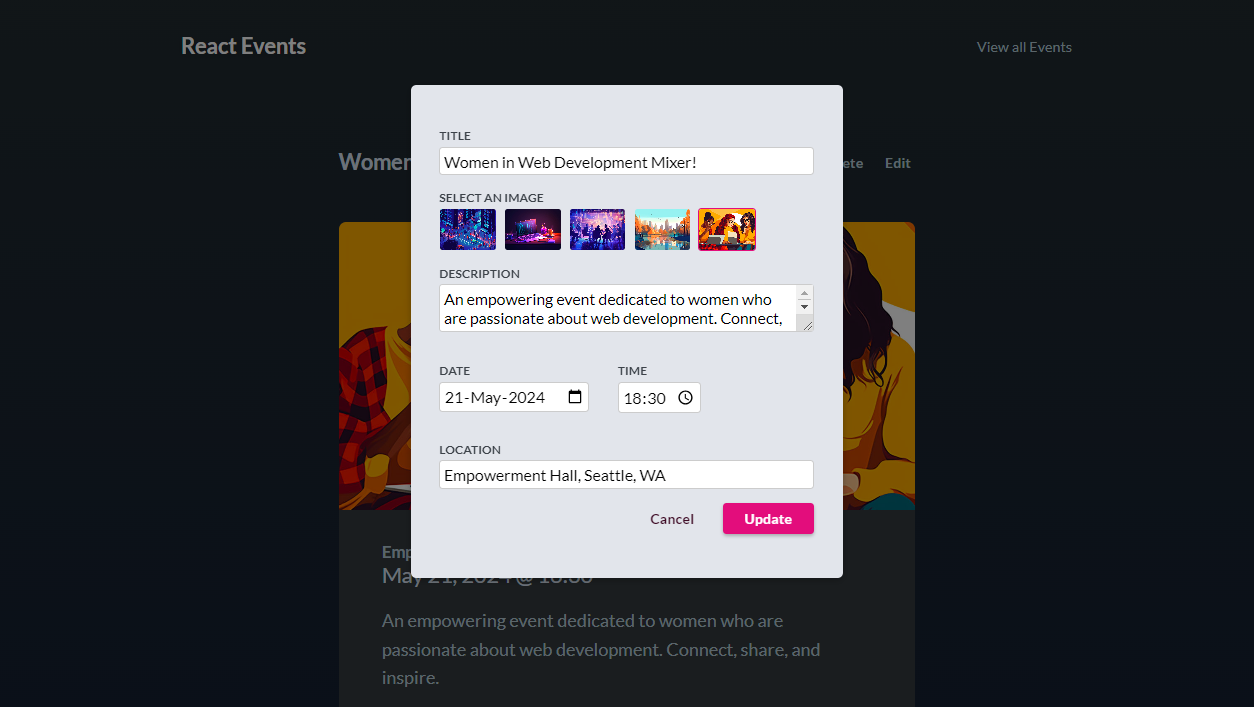 React Events
View all Events
TITLE
Women in Web Development Mixer!
SELECT AN IMAGE
DESCRIPTION
An empowering event dedicated to women who
are passionate about web development. Connect,
DATE
TIME
21-May-2024
18:30
LOCATION
Empowerment Hall, Seattle, WA
Cancel
Update
Edit
May 21, 2024 @ 18:30
An empowering event dedicated to women who are
passionate about web development. Connect, share, and
inspire.